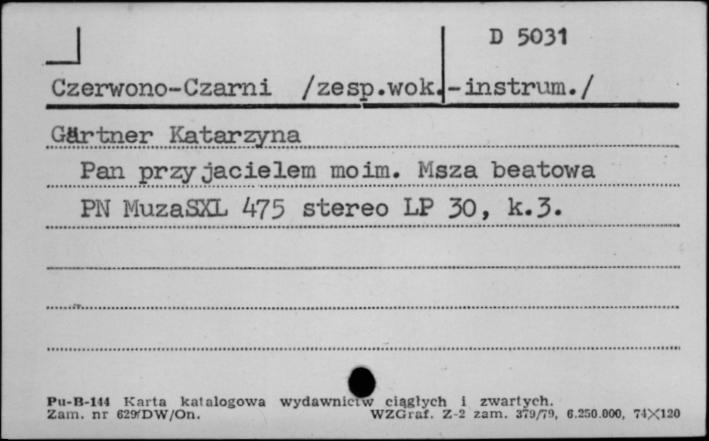 D 5031
Czerwono-Czarni /zesp.wok.-instrum./
Gärtner Katarzyna
Pan przyjacielem moim. Msza beatowa
PN MuzaSXL 475 stereo LP 30, k.3.
Pu-B-144 Karta katalogowa wydawnictw ciągłych i zwartych.
Zam. nr 629/DW/On. WZGraf. Z-2 zam. 379/79, 6.250.000, 74×120